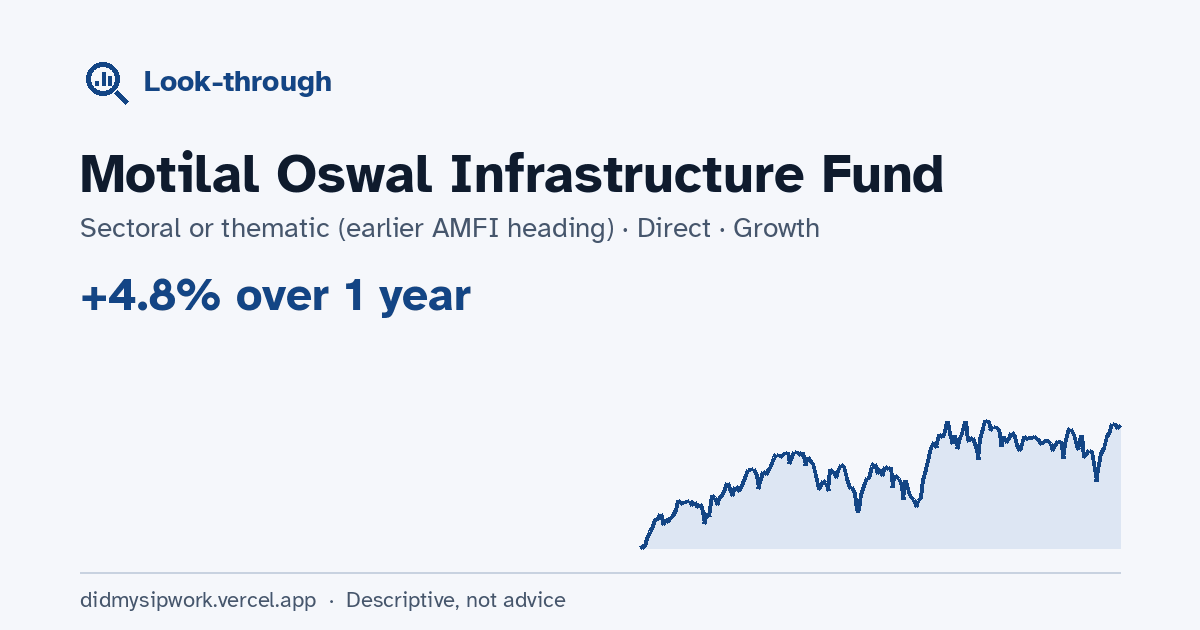 Look-through
Motilal Oswal Infrastructure Fund
Sectoral or thematic (earlier AMFI heading) · Direct · Growth
+4.8% over 1 year
didmysipwork.vercel.app · Descriptive, not advice